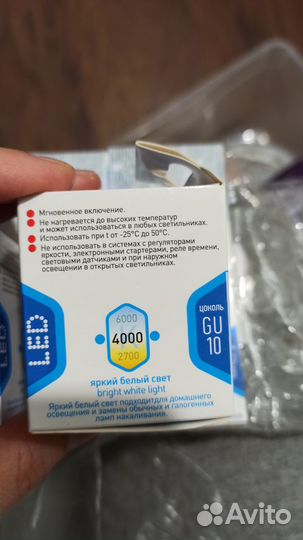 Мгновенное включение.
Не нагревается до высоких температур
и может использоваться в любых светильниках.
Использовать при t от -25°С до 50°С.
Не использовать в системах с регуляторами
яркости, электронными стартерами, реле времени,
световыми датчиками и при наружном
освещении в открытых светильниках.
LED
6000
4000
2700
цоколь
GU
10
яркий белый свет
bright white light
Яркий белый свет подходитдля домашнего
освещения и замены обычных и галогенных
ламп накаливания.
Avito